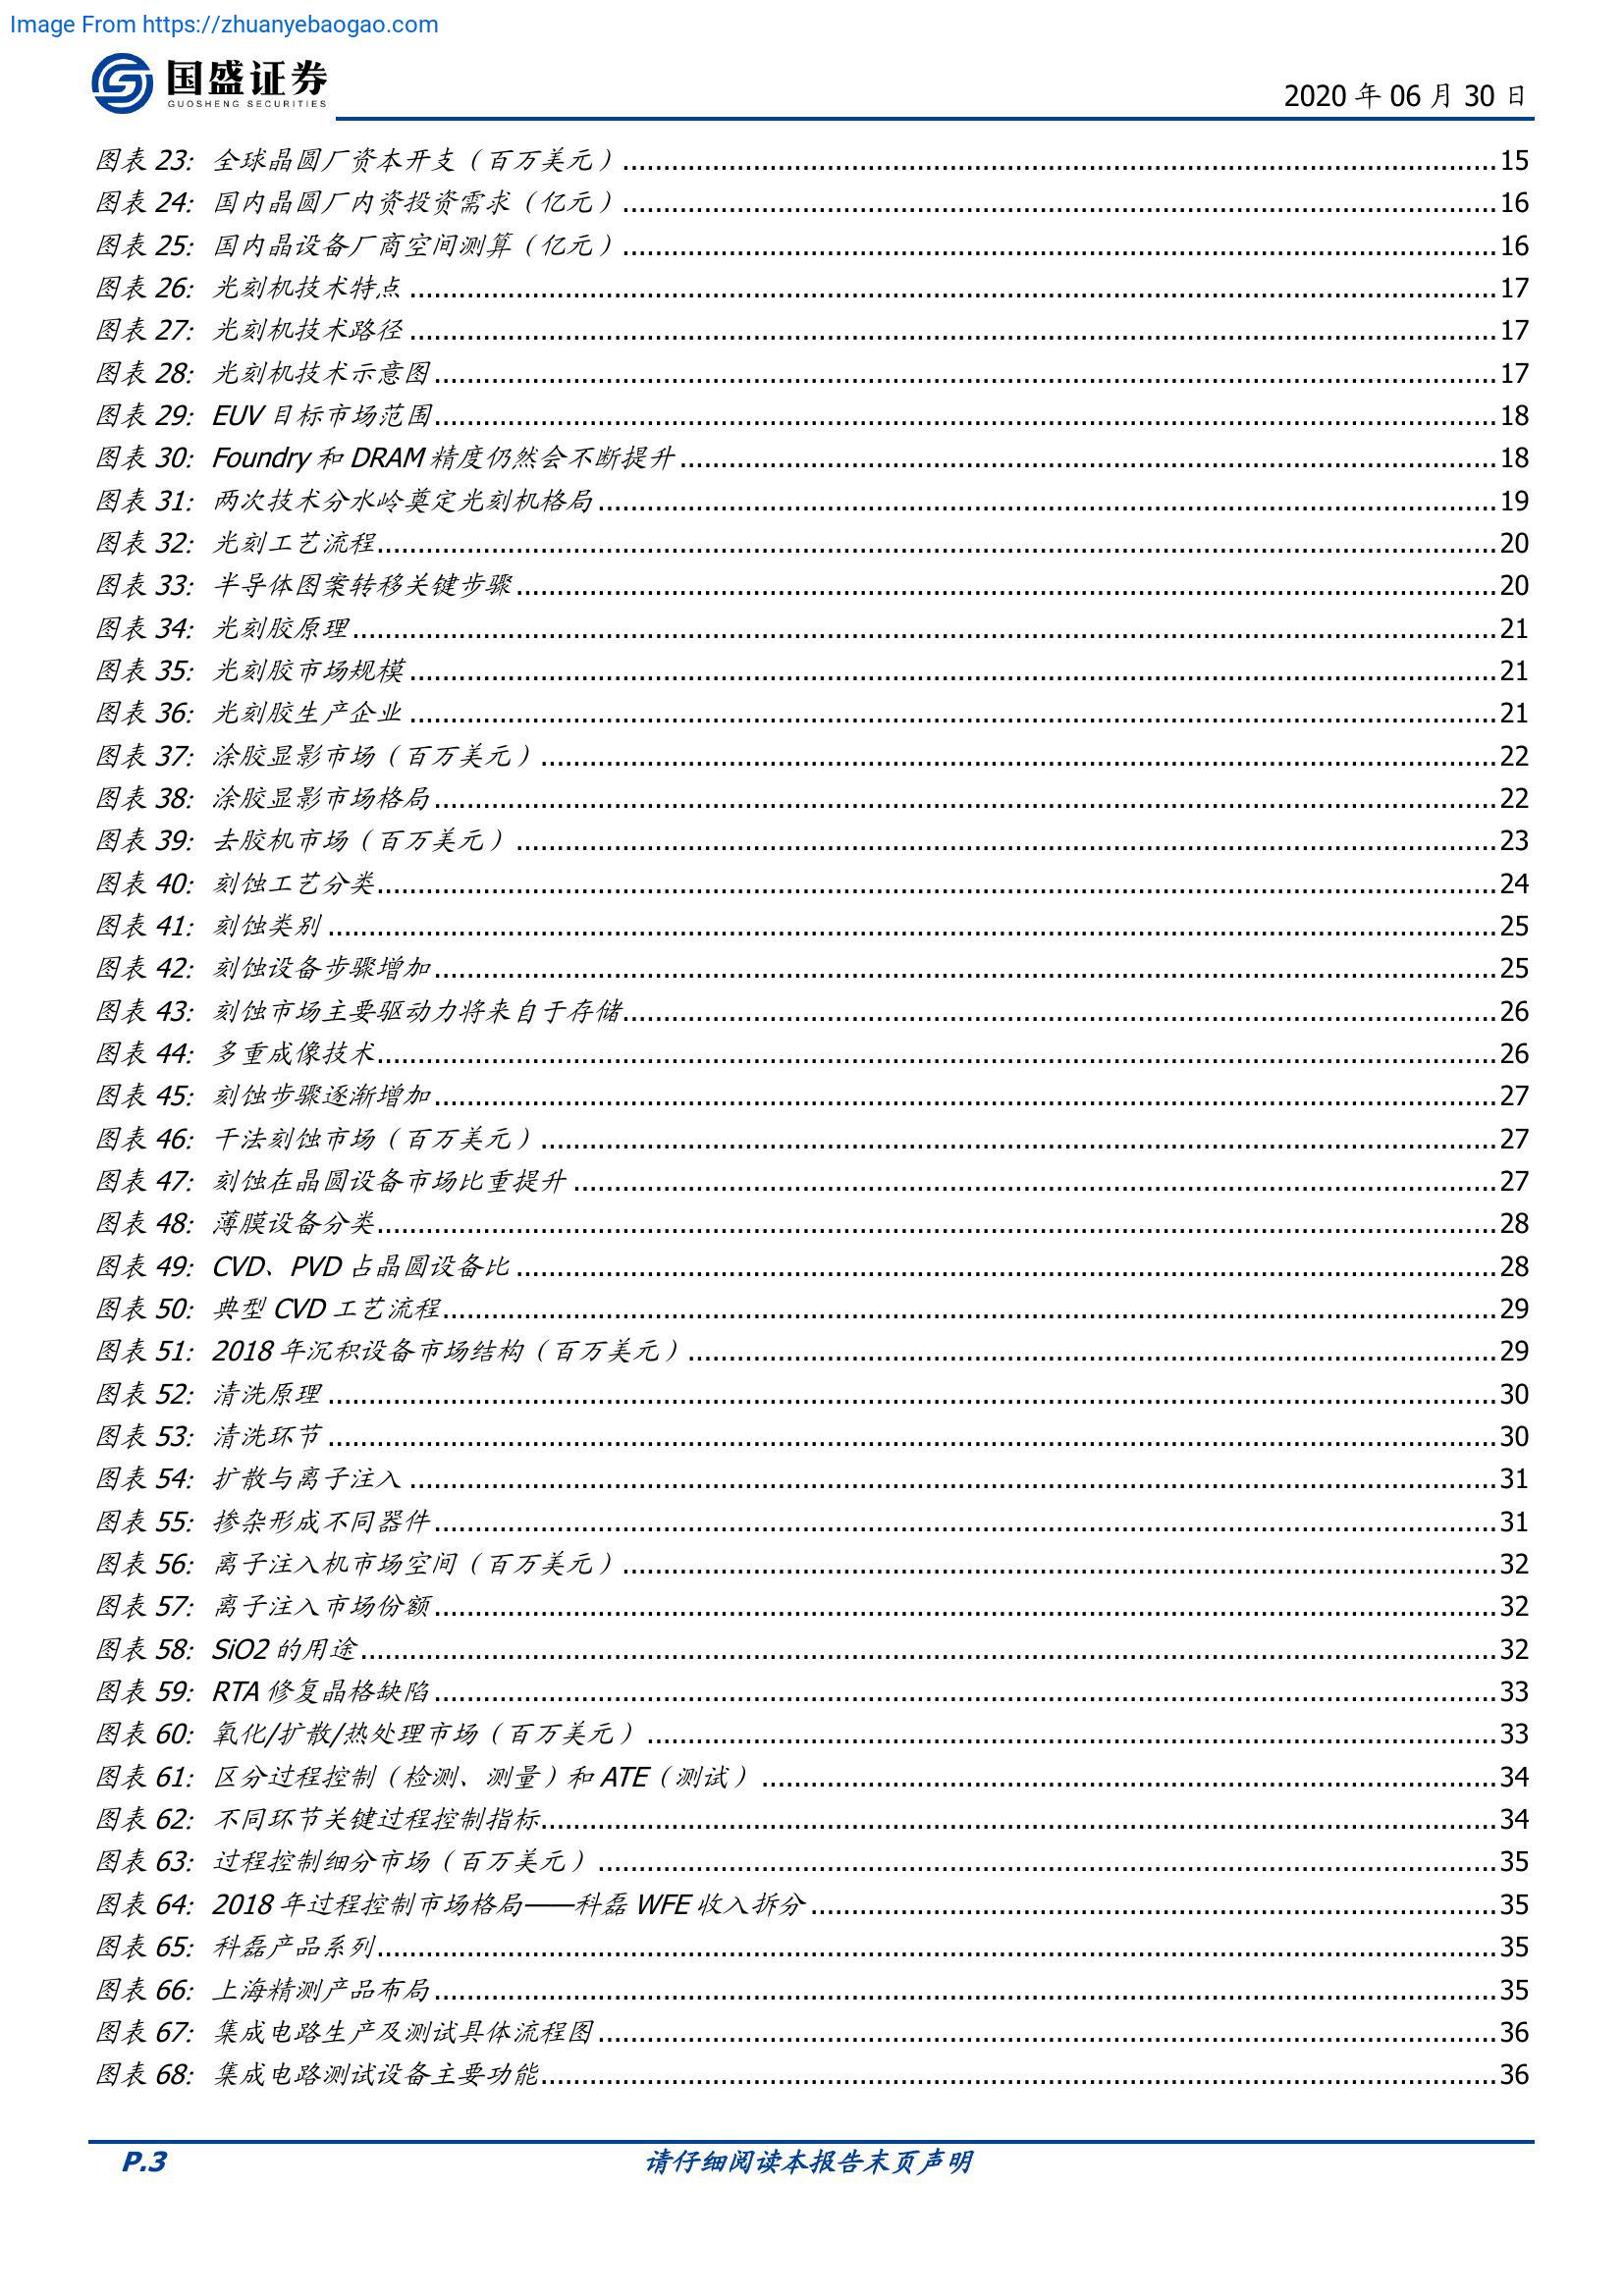 Image From https://zhuanyebaogao.com
国盛证券
GUOSHENG SECURITIES
2020 年 06 月 30 日
图表 23: 全球晶圆厂资本开支（百万美元）15
图表 24: 国内晶圆厂内资投资需求（亿元）16
图表 25: 国内晶设备厂商空间测算（亿元）16
图表 26: 光刻机技术特点 17
图表 27: 光刻机技术路径 17
图表 28: 光刻机技术示意图 17
图表 29: EUV 目标市场范围 18
图表 30: Foundry 和 DRAM 精度仍然会不断提升 18
图表 31: 两次技术分水岭奠定光刻机格局 19
图表 32: 光刻工艺流程 20
图表 33: 半导体图案转移关键步骤 20
图表 34: 光刻胶原理 21
图表 35: 光刻胶市场规模 21
图表 36: 光刻胶生产企业 21
图表 37: 涂胶显影市场（百万美元）22
图表 38: 涂胶显影市场格局 22
图表 39: 去胶机市场（百万美元）23
图表 40: 刻蚀工艺分类 24
图表 41: 刻蚀类别 25
图表 42: 刻蚀设备步骤增加 25
图表 43: 刻蚀市场主要驱动力将来自于存储 26
图表 44: 多重成像技术 26
图表 45: 刻蚀步骤逐渐增加 27
图表 46: 干法刻蚀市场（百万美元）27
图表 47: 刻蚀在晶圆设备市场比重提升 27
图表 48: 薄膜设备分类 28
图表 49: CVD、PVD 占晶圆设备比 28
图表 50: 典型 CVD 工艺流程 29
图表 51: 2018 年沉积设备市场结构（百万美元）29
图表 52: 清洗原理 30
图表 53: 清洗环节 30
图表 54: 扩散与离子注入 31
图表 55: 掺杂形成不同器件 31
图表 56: 离子注入机市场空间（百万美元）32
图表 57: 离子注入市场份额 32
图表 58: SiO2 的用途 32
图表 59: RTA 修复晶格缺陷 33
图表 60: 氧化/扩散/热处理市场（百万美元）33
图表 61: 区分过程控制（检测、测量）和 ATE（测试）34
图表 62: 不同环节关键过程控制指标 34
图表 63: 过程控制细分市场（百万美元）35
图表 64: 2018 年过程控制市场格局——科磊 WFE 收入拆分 35
图表 65: 科磊产品系列 35
图表 66: 上海精测产品布局 35
图表 67: 集成电路生产及测试具体流程图 36
图表 68: 集成电路测试设备主要功能 36
P.3 请仔细阅读本报告末页声明